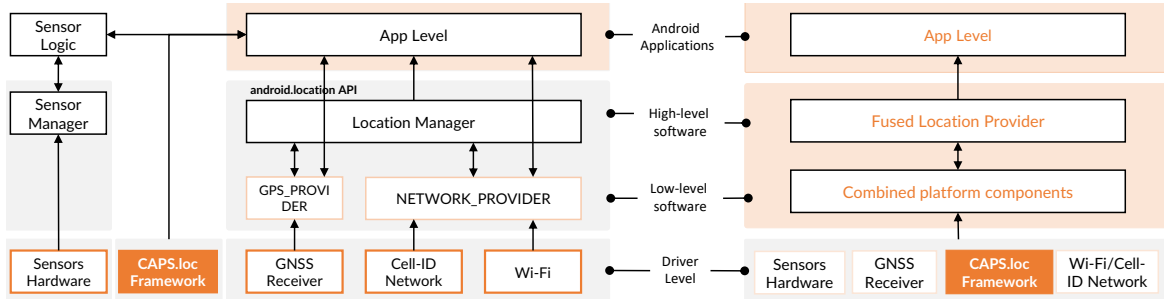 Sensor
Logic
App Level
Android
Applications
App Level
android.location API
Sensor
Manager
Location Manager
High-level
software
Fused Location Provider
GPS_PROVI
DER
NETWORK_PROVIDER
Low-level
software
Combined platform components
Sensors
Hardware
CAPS.loc
Framework
GNSS
Receiver
Cell-ID
Network
Wi-Fi
Driver
Level
Sensors
Hardware
GNSS
Receiver
CAPS.loc
Framework
Wi-Fi/Cell-
ID Network